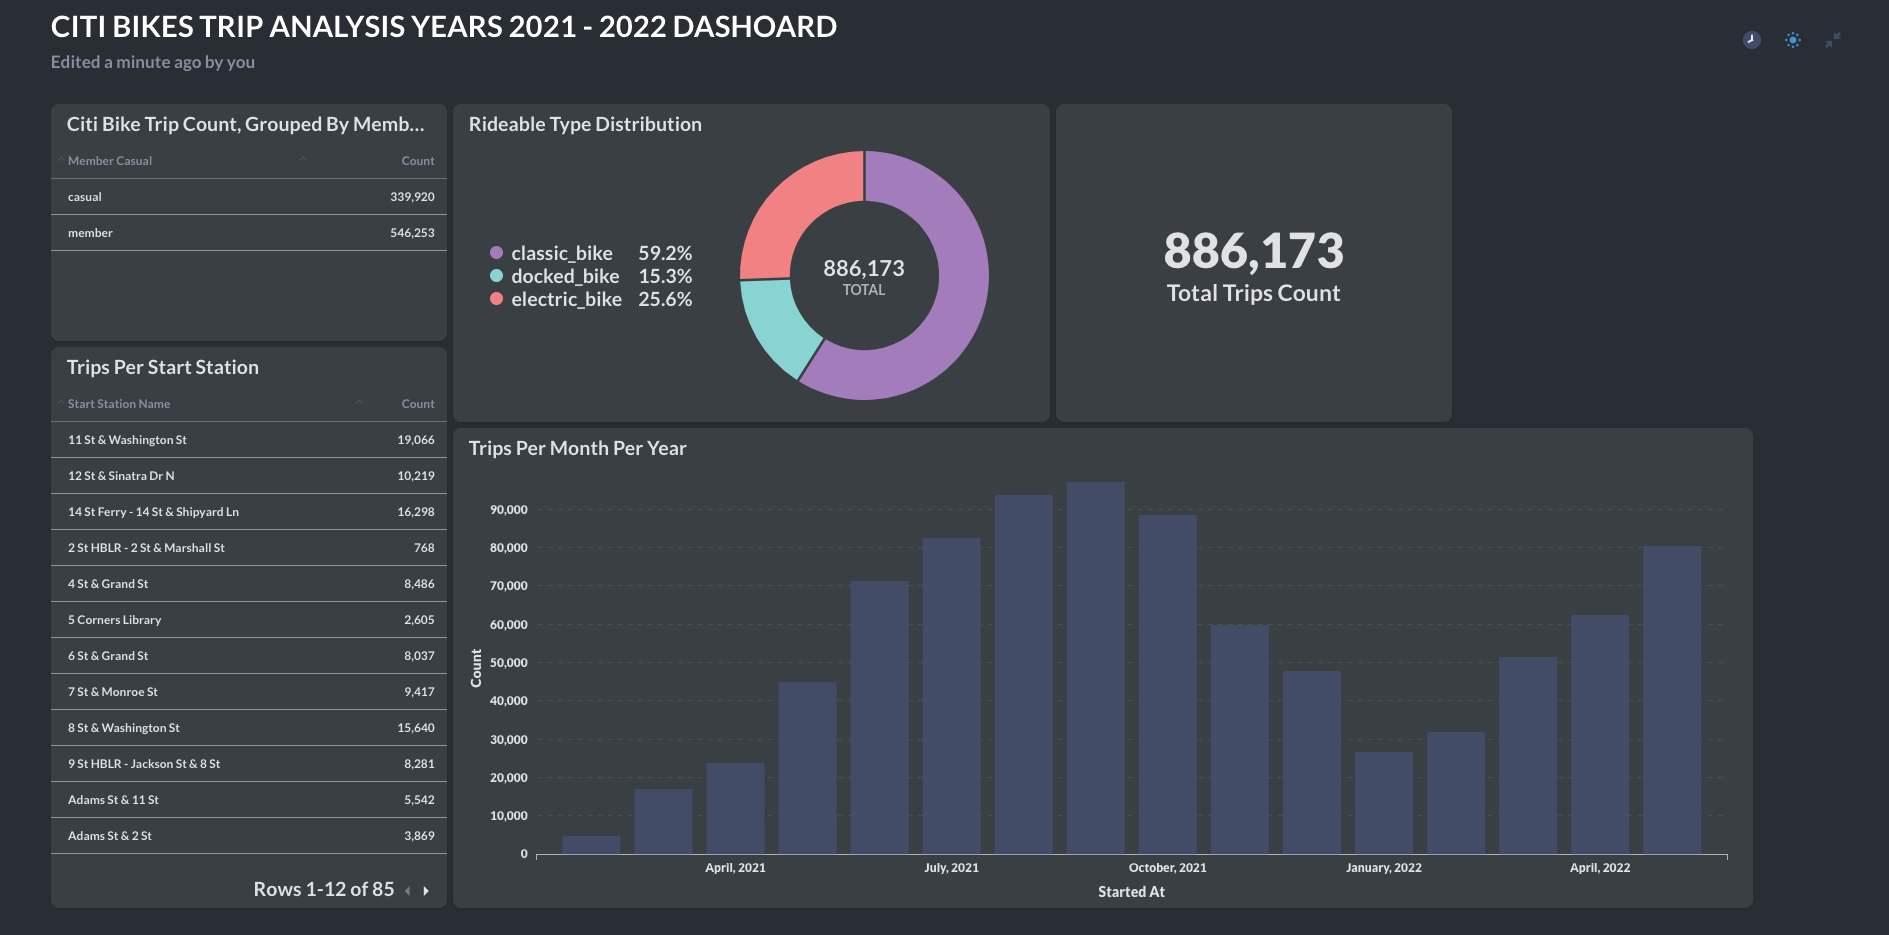 CITI BIKES TRIP ANALYSIS YEARS 2021 - 2022 DASHOARD
Edited a minute ago by you
Citi Bike Trip Count, Grouped By Memb...
Member Casual Count
casual 339,920
member 546,253
Rideable Type Distribution
classic_bike 59.2%
docked_bike 15.3%
electric_bike 25.6%
886,173
TOTAL
886,173
Total Trips Count
Trips Per Start Station
Start Station Name Count
11 St & Washington St 19,066
12 St & Sinatra Dr N 10,219
14 St Ferry - 14 St & Shipyard Ln 16,298
2 St HBLR - 2 St & Marshall St 768
4 St & Grand St 8,486
5 Corners Library 2,605
6 St & Grand St 8,037
7 St & Monroe St 9,417
8 St & Washington St 15,640
9 St HBLR - Jackson St & 8 St 8,281
Adams St & 11 St 5,542
Adams St & 2 St 3,869
Rows 1-12 of 85
Trips Per Month Per Year
Count
90,000
80,000
70,000
60,000
50,000
40,000
30,000
20,000
10,000
0
April, 2021 July, 2021 October, 2021 January, 2022 April, 2022
Started At